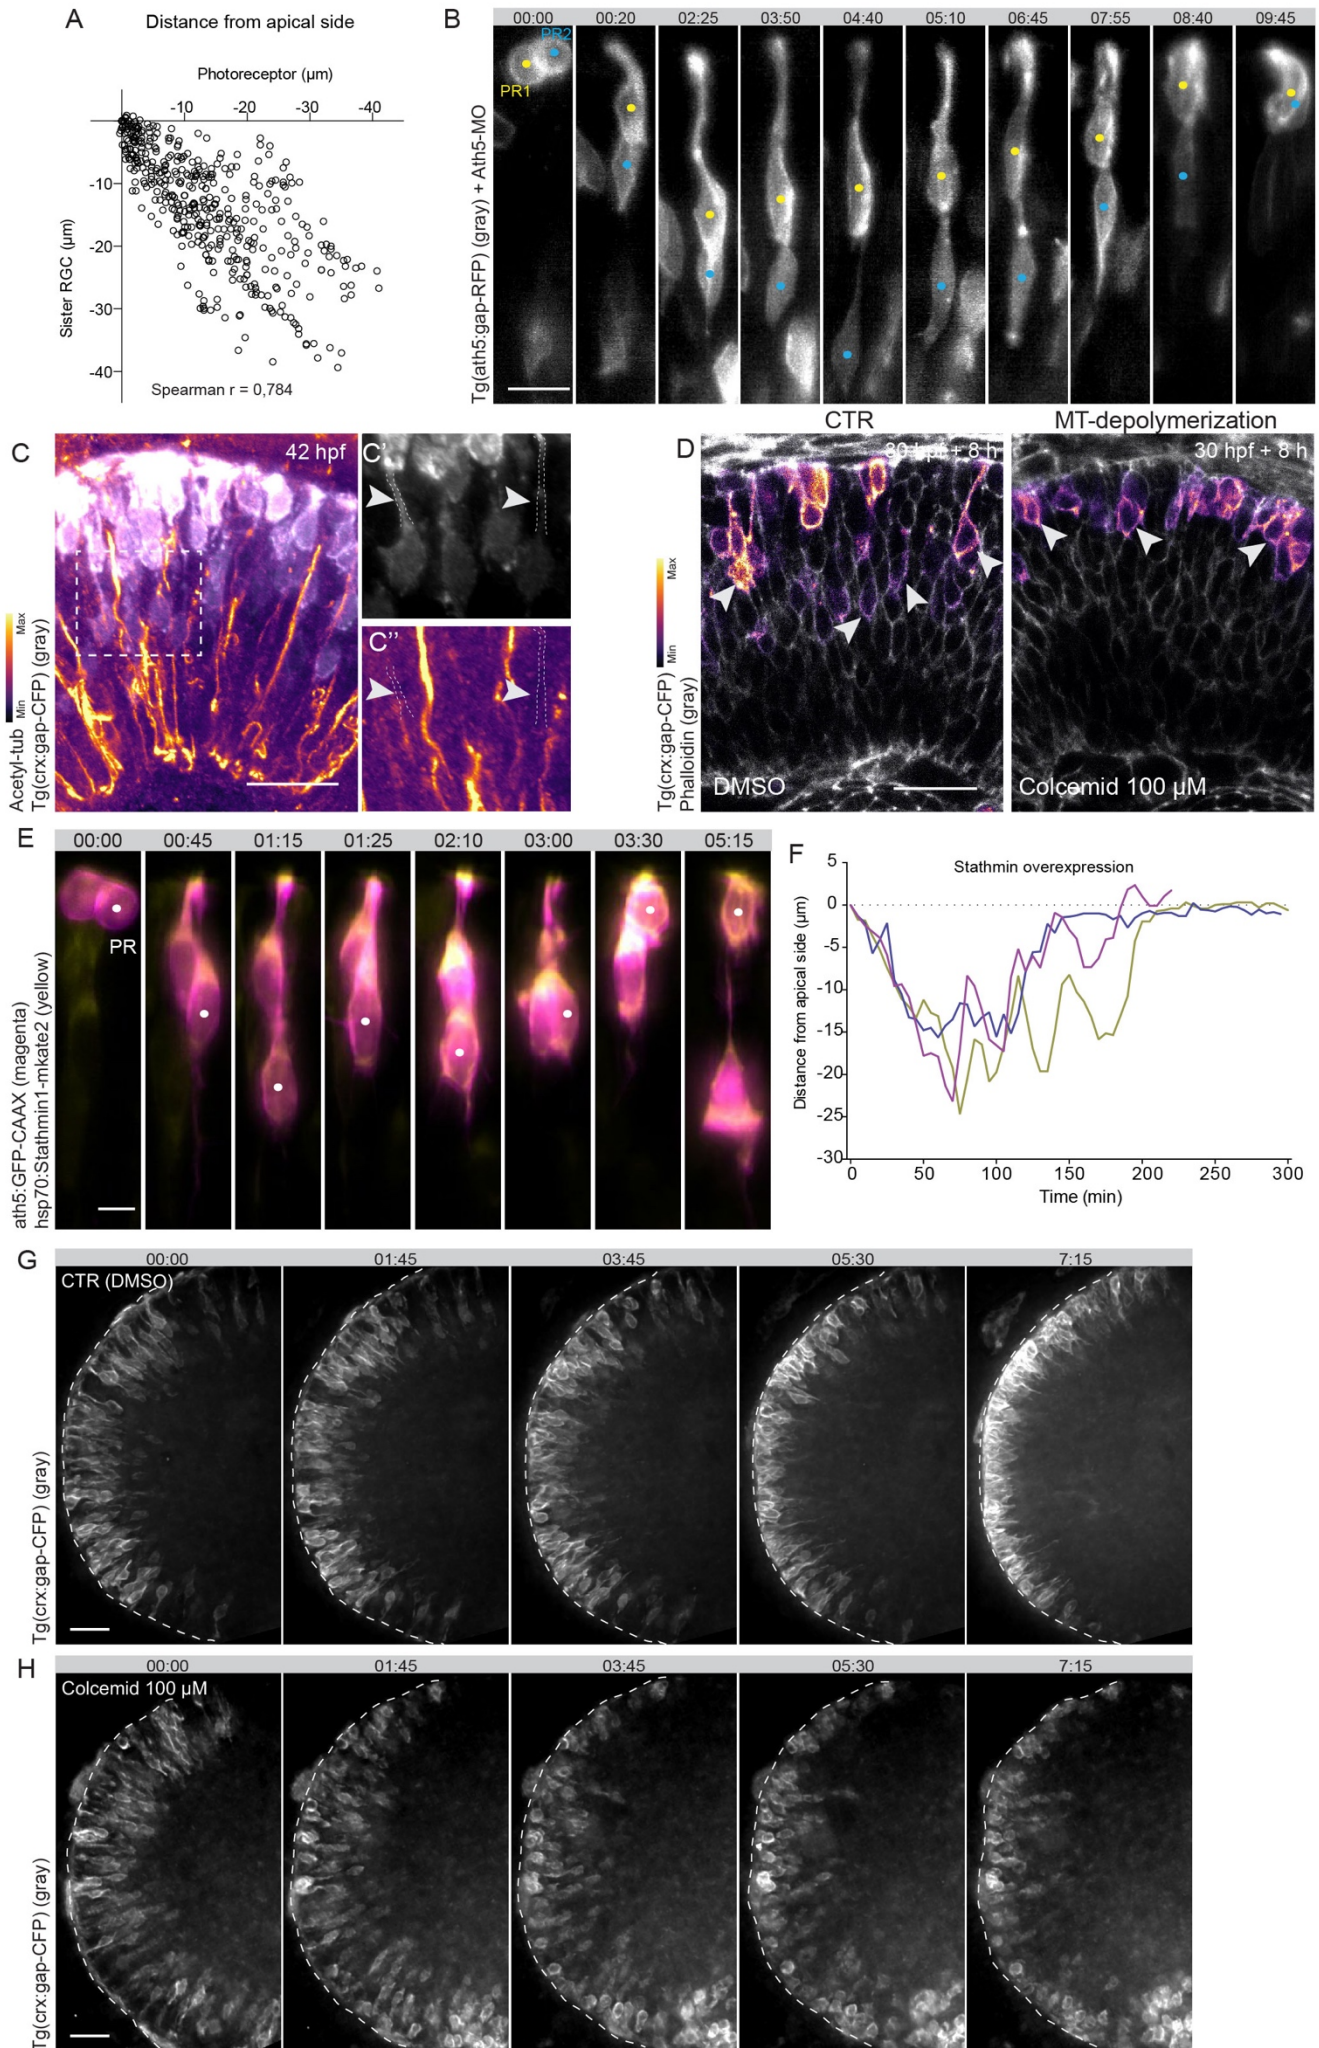 A
Distance from apical side
Photoreceptor (µm)
-10 -20 -30 -40
-10
-20
-30
-40
Sister RGC (µm)
Spearman r = 0,784
B
00:00 00:20 02:25 03:50 04:40 05:10 06:45 07:55 08:40 09:45
PR2
PR1
Tg(ath5:gap-RFP) (gray) + Ath5-MO
C
42 hpf
C'
C''
Min Max
Acetyl-tub
Tg(crx:gap-CFP) (gray)
D
CTR
MT-depolymerization
30 hpf + 8 h
30 hpf + 8 h
Min Max
Tg(crx:gap-CFP)
Phalloidin (gray)
DMSO
Colcemid 100 µM
E
00:00 00:45 01:15 01:25 02:10 03:00 03:30 05:15
PR
ath5:GFP-CAAX (magenta)
hsp70:Stathmin1-mkate2 (yellow)
F
Stathmin overexpression
5
0
-5
-10
-15
-20
-25
-30
Distance from apical side (µm)
0 50 100 150 200 250 300
Time (min)
G
00:00 01:45 03:45 05:30 7:15
CTR (DMSO)
Tg(crx:gap-CFP) (gray)
H
00:00 01:45 03:45 05:30 7:15
Colcemid 100 µM
Tg(crx:gap-CFP) (gray)